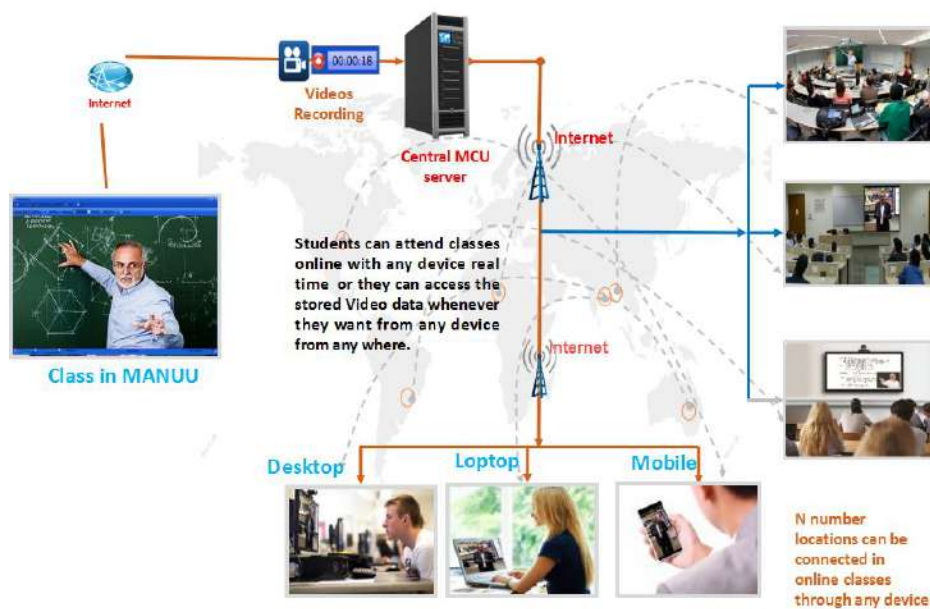 Internet
00:00:18
Videos
Recording
Central MCU
server
Internet
Class in MANUU
Students can attend classes
online with any device real
time or they can access the
stored Video data whenever
they want from any device
from any where.
Internet
Desktop
Loptop
Mobile
N number
locations can be
connected in
online classes
through any device